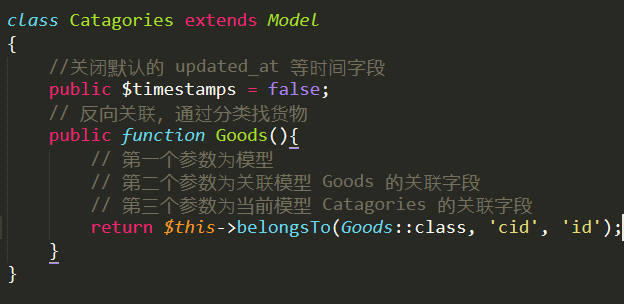 class Catagories extends Model
{
//关闭默认的 updated_at 等时间字段
public $timestamps = false;
// 反向关联, 通过分类找货物
public function Goods(){
// 第一个参数为模型
// 第二个参数为关联模型 Goods 的关联字段
// 第三个参数为当前模型 Catagories 的关联字段
return $this->belongsTo(Goods::class, 'cid', 'id');
}
}